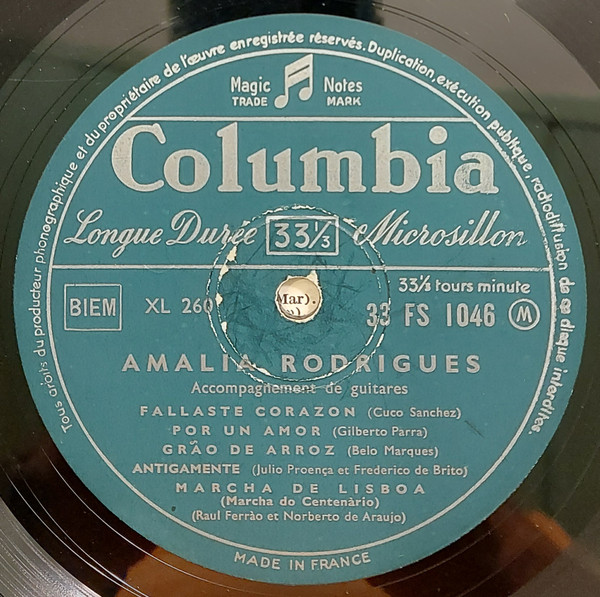 Tous droits du producteur phonographique et du propriétaire de l'œuvre enregistrée réservés. Duplication, exécution publique, radiodiffusion de ce disque interdites.
Magic Notes
TRADE MARK
Columbia
Longue Durée 33⅓ Microsillon
33⅓ tours minute
BIEM XL 260 33 FS 1046 M
Mar).
AMALIA RODRIGUES
Accompagnement de guitares
FALLASTE CORAZON (Cuco Sanchez)
POR UN AMOR (Gilberto Parra)
GRÃO DE ARROZ (Belo Marques)
ANTIGAMENTE (Julio Proença et Frederico de Brito)
MARCHA DE LISBOA
(Marcha do Centenàrio)
(Raul Ferrào et Norberto de Araujo)
MADE IN FRANCE